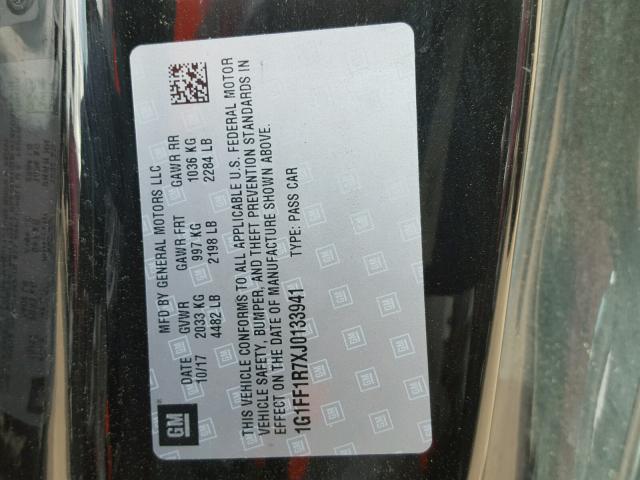 MFD BY GENERAL MOTORS LLC
DATE GVWR GAWR FRT GAWR RR
10/17 2033 KG 997 KG 1036 KG
4482 LB 2198 LB 2284 LB
THIS VEHICLE CONFORMS TO ALL APPLICABLE U.S. FEDERAL MOTOR
VEHICLE SAFETY, BUMPER, AND THEFT PREVENTION STANDARDS IN
EFFECT ON THE DATE OF MANUFACTURE SHOWN ABOVE.
1G1FF1R7XJ0133941 TYPE: PASS CAR
GM